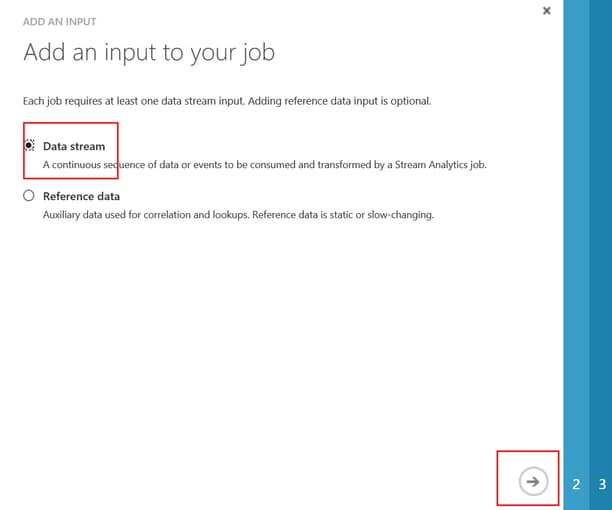 ADD AN INPUT
Add an input to your job
Each job requires at least one data stream input. Adding reference data input is optional.
Data stream
A continuous sequence of data or events to be consumed and transformed by a Stream Analytics job.
Reference data
Auxiliary data used for correlation and lookups. Reference data is static or slow-changing.
2 3